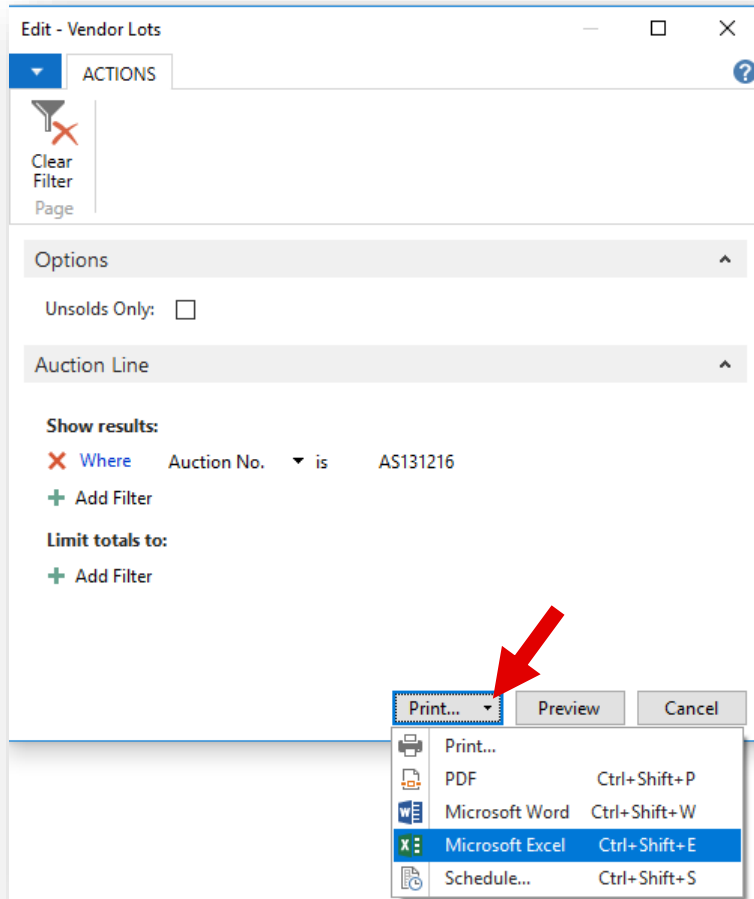 Edit - Vendor Lots
ACTIONS
?
Clear
Filter
Page
Options
Unsolds Only:
Auction Line
Show results:
Where Auction No. is AS131216
Add Filter
Limit totals to:
Add Filter
Print... Preview Cancel
Print...
PDF Ctrl+Shift+P
Microsoft Word Ctrl+Shift+W
Microsoft Excel Ctrl+Shift+E
Schedule... Ctrl+Shift+S